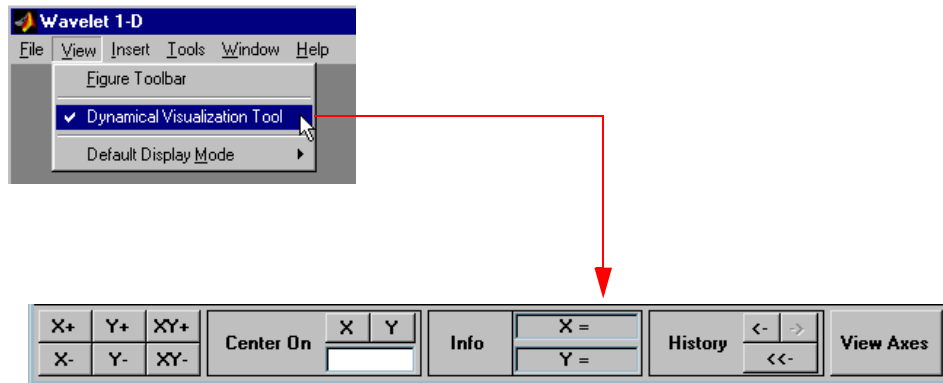 Wavelet 1-D
File View Insert Tools Window Help
Figure Toolbar
✓ Dynamical Visualization Tool
Default Display Mode
X+ Y+ XY+
X- Y- XY-
Center On X Y
Info
X =
Y =
History <- ->
<<-
View Axes